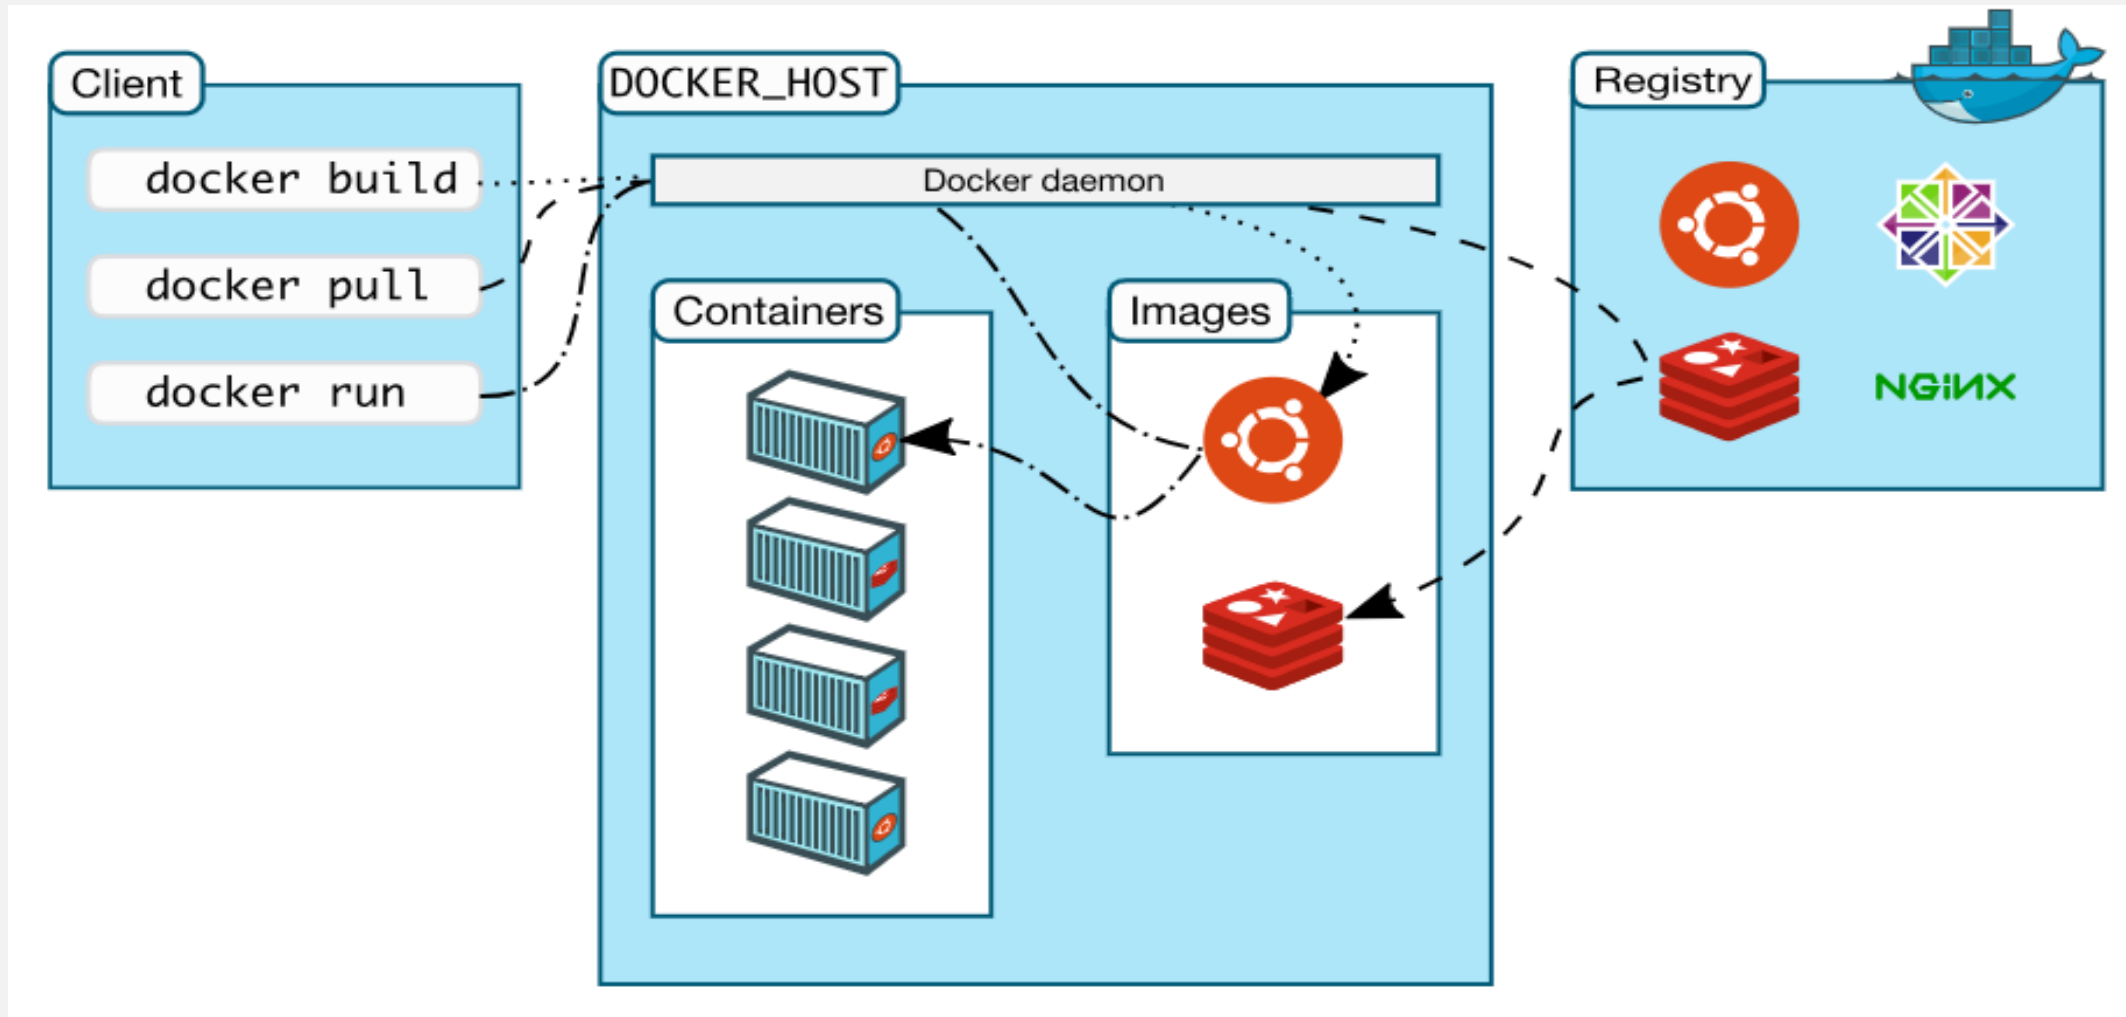 Client
docker build
docker pull
docker run
DOCKER_HOST
Docker daemon
Containers
Images
Registry
NGiNX